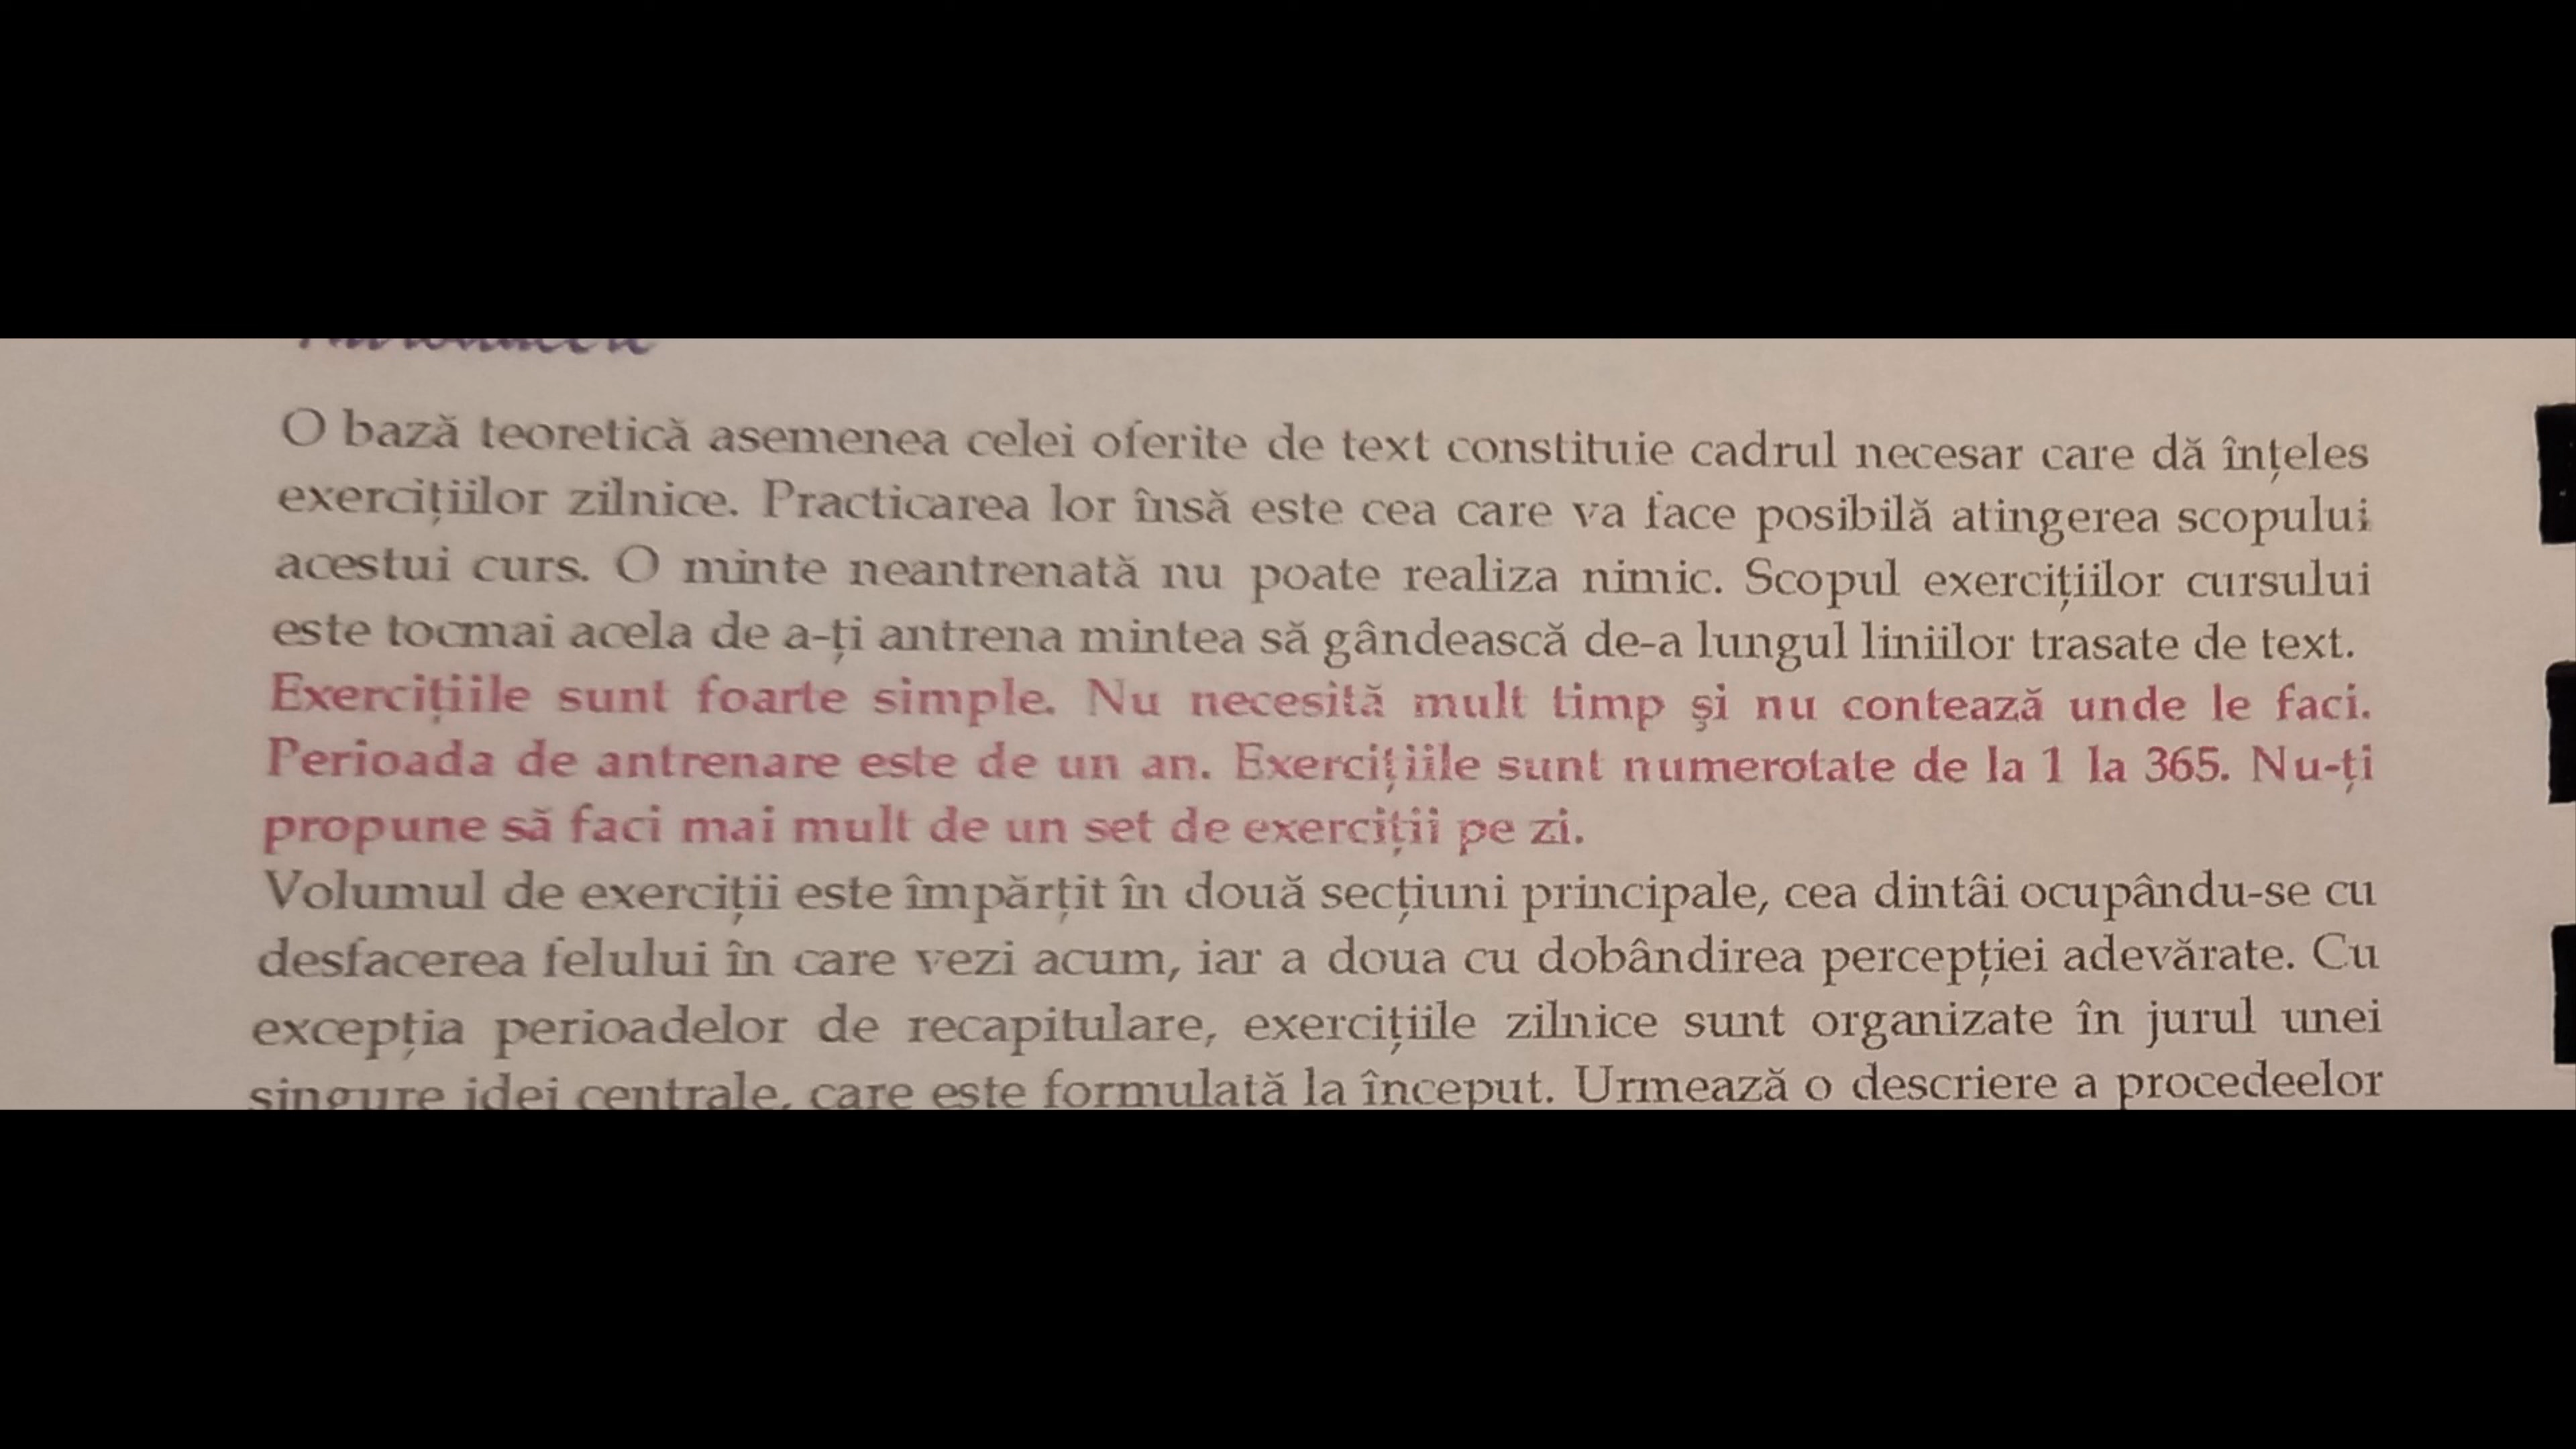 O bază teoretică asemenea celei oferite de text constituie cadrul necesar care dă înțeles
exercițiilor zilnice. Practicarea lor însă este cea care va face posibilă atingerea scopului
acestui curs. O minte neantrenată nu poate realiza nimic. Scopul exercițiilor cursului
este tocmai acela de a-ți antrena mintea să gândească de-a lungul liniilor trasate de text.
Exercițiile sunt foarte simple. Nu necesită mult timp şi nu contează unde le faci.
Perioada de antrenare este de un an. Exercițiile sunt numerotate de la 1 la 365. Nu-ți
propune să faci mai mult de un set de exerciții pe zi.
Volumul de exerciții este împărțit în două secțiuni principale, cea dintâi ocupându-se cu
desfacerea felului în care vezi acum, iar a doua cu dobândirea percepției adevărate. Cu
excepția perioadelor de recapitulare, exercițiile zilnice sunt organizate în jurul unei
singure idei centrale, care este formulată la început. Urmează o descriere a procedeelor